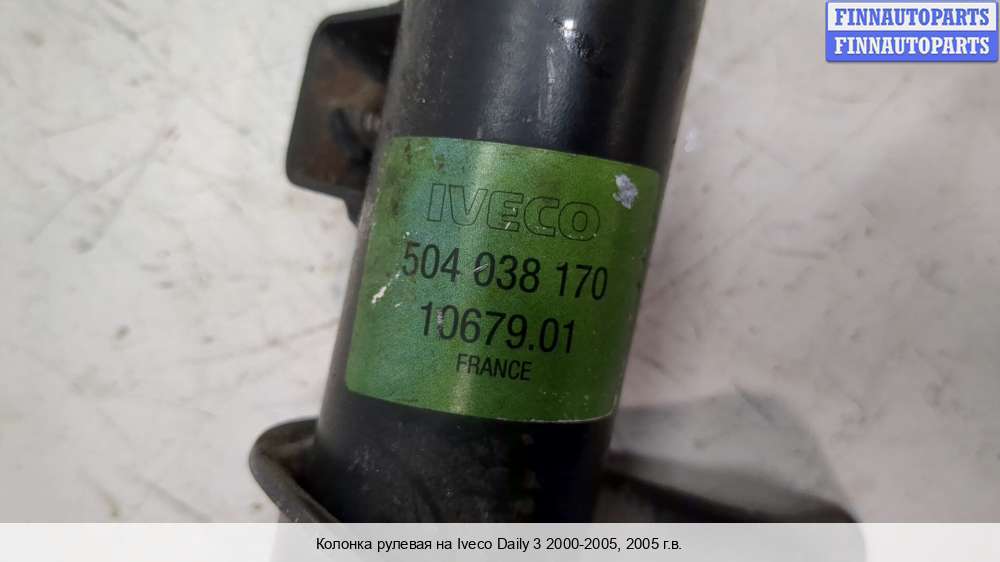 FINNAUTOPARTS
FINNAUTOPARTS
IVECO
504 038 170
10679.01
FRANCE
Колонка рулевая на Iveco Daily 3 2000-2005, 2005 г.в.